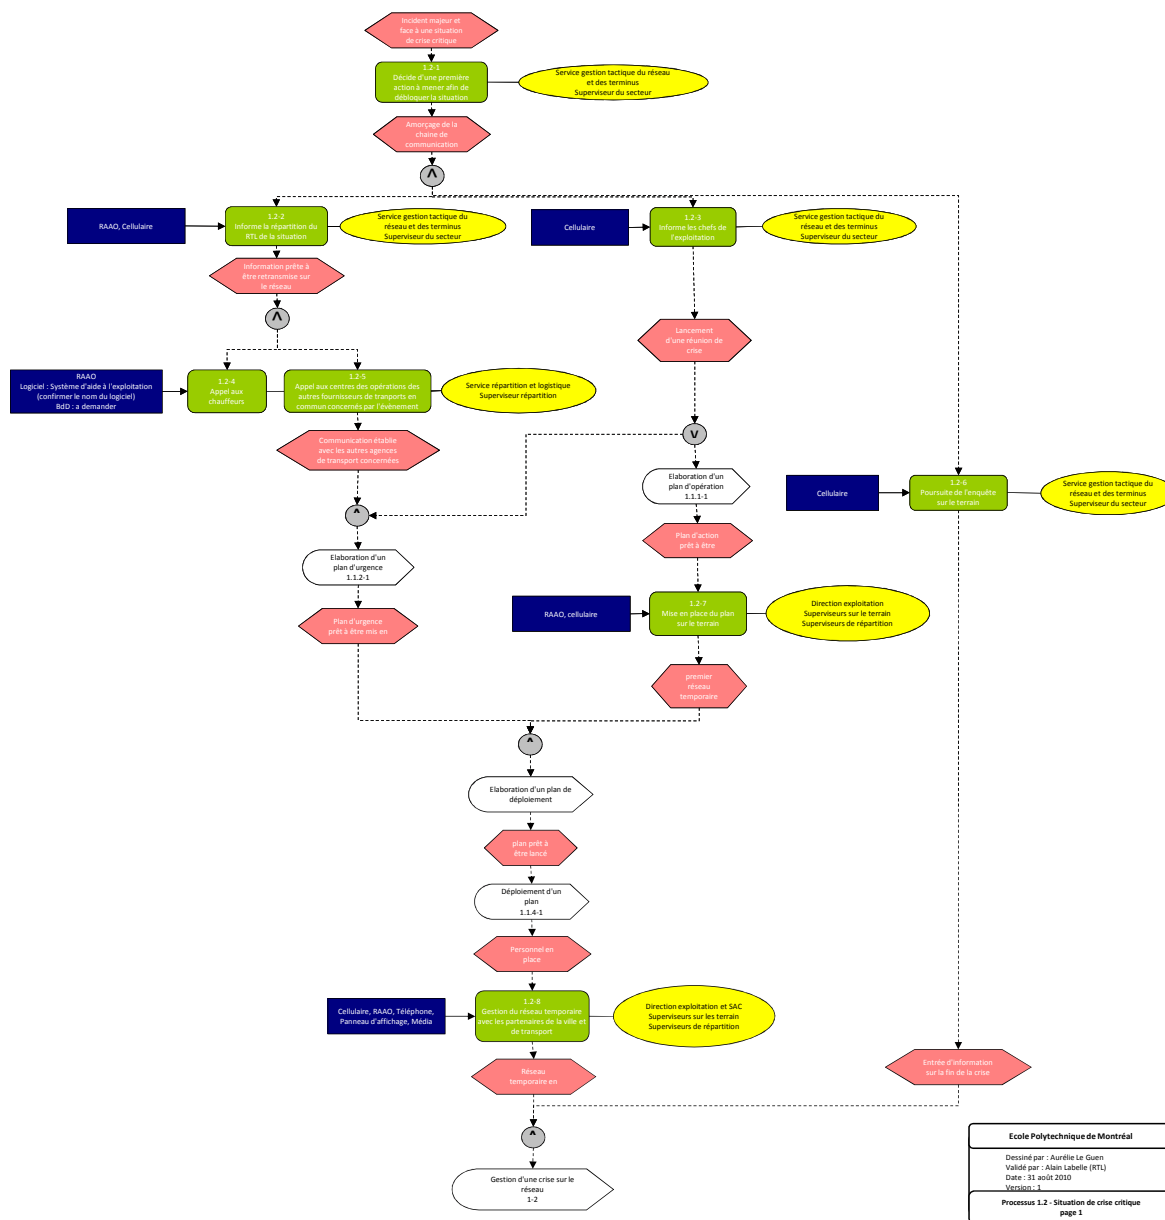 Incident majeur et
face à une situation
de crise critique
1.2-1
Décide d'une première
action à mener afin de
débloquer la situation
Service gestion tactique du réseau
et des terminus
Superviseur du secteur
Amorçage de la
chaîne de
communication
^
RAAO, Cellulaire
1.2-2
Informe la répartition du
RTL de la situation
Service gestion tactique du
réseau et des terminus
Superviseur du secteur
Cellulaire
1.2-3
Informe les chefs de
l'exploitation
Service gestion tactique du
réseau et des terminus
Superviseur du secteur
Information prête à
être retransmise sur
le réseau
^
Lancement
d'une réunion de
crise
RAAO
Logiciel : Système d'aide à l'exploitation
(confirmer le nom du logiciel)
BdD : a demander
1.2-4
Appel aux
chauffeurs
1.2-5
Appel aux centres des opérations des
autres fournisseurs de tranports en
commun concernés par l'évènement
Service répartition et logistique
Superviseur répartition
Communication établie
avec les autres agences
de transport concernées
v
Elaboration d'un
plan d'opération
1.1.1-1
Cellulaire
1.2-6
Poursuite de l'enquête
sur le terrain
Service gestion tactique du
réseau et des terminus
Superviseur du secteur
^
Plan d'action
prêt à être
Elaboration d'un
plan d'urgence
1.1.2-1
RAAO, cellulaire
1.2-7
Mise en place du plan
sur le terrain
Direction exploitation
Superviseurs sur le terrain
Superviseurs de répartition
Plan d'urgence
prêt à être mis en
premier
réseau
temporaire
^
Elaboration d'un plan de
déploiement
plan prêt à
être lancé
Déploiement d'un
plan
1.1.4-1
Personnel en
place
Cellulaire, RAAO, Téléphone,
Panneau d'affichage, Média
1.2-8
Gestion du réseau temporaire
avec les partenaires de la ville et
de transport
Direction exploitation et SAC
Superviseurs sur les terrain
Superviseurs de répartition
Réseau
temporaire en
Entrée d'information
sur la fin de la crise
^
Gestion d'une crise sur le
réseau
1-2
Ecole Polytechnique de Montréal
Dessiné par : Aurélie Le Guen
Validé par : Alain Labelle (RTL)
Date : 31 août 2010
Version : 1
Processus 1.2 - Situation de crise critique
page 1